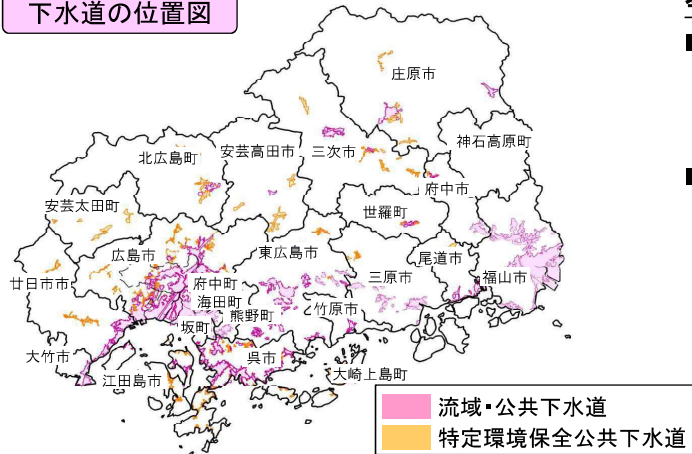 下水道の位置図
庄原市
神石高原町
北広島町
安芸高田市
三次市
府中市
安芸太田町
世羅町
広島市
東広島市
尾道市
廿日市市
府中町
三原市
福山市
海田町
熊野町
竹原市
坂町
大竹市
呉市
江田島市
大崎上島町
流域・公共下水道
特定環境保全公共下水道